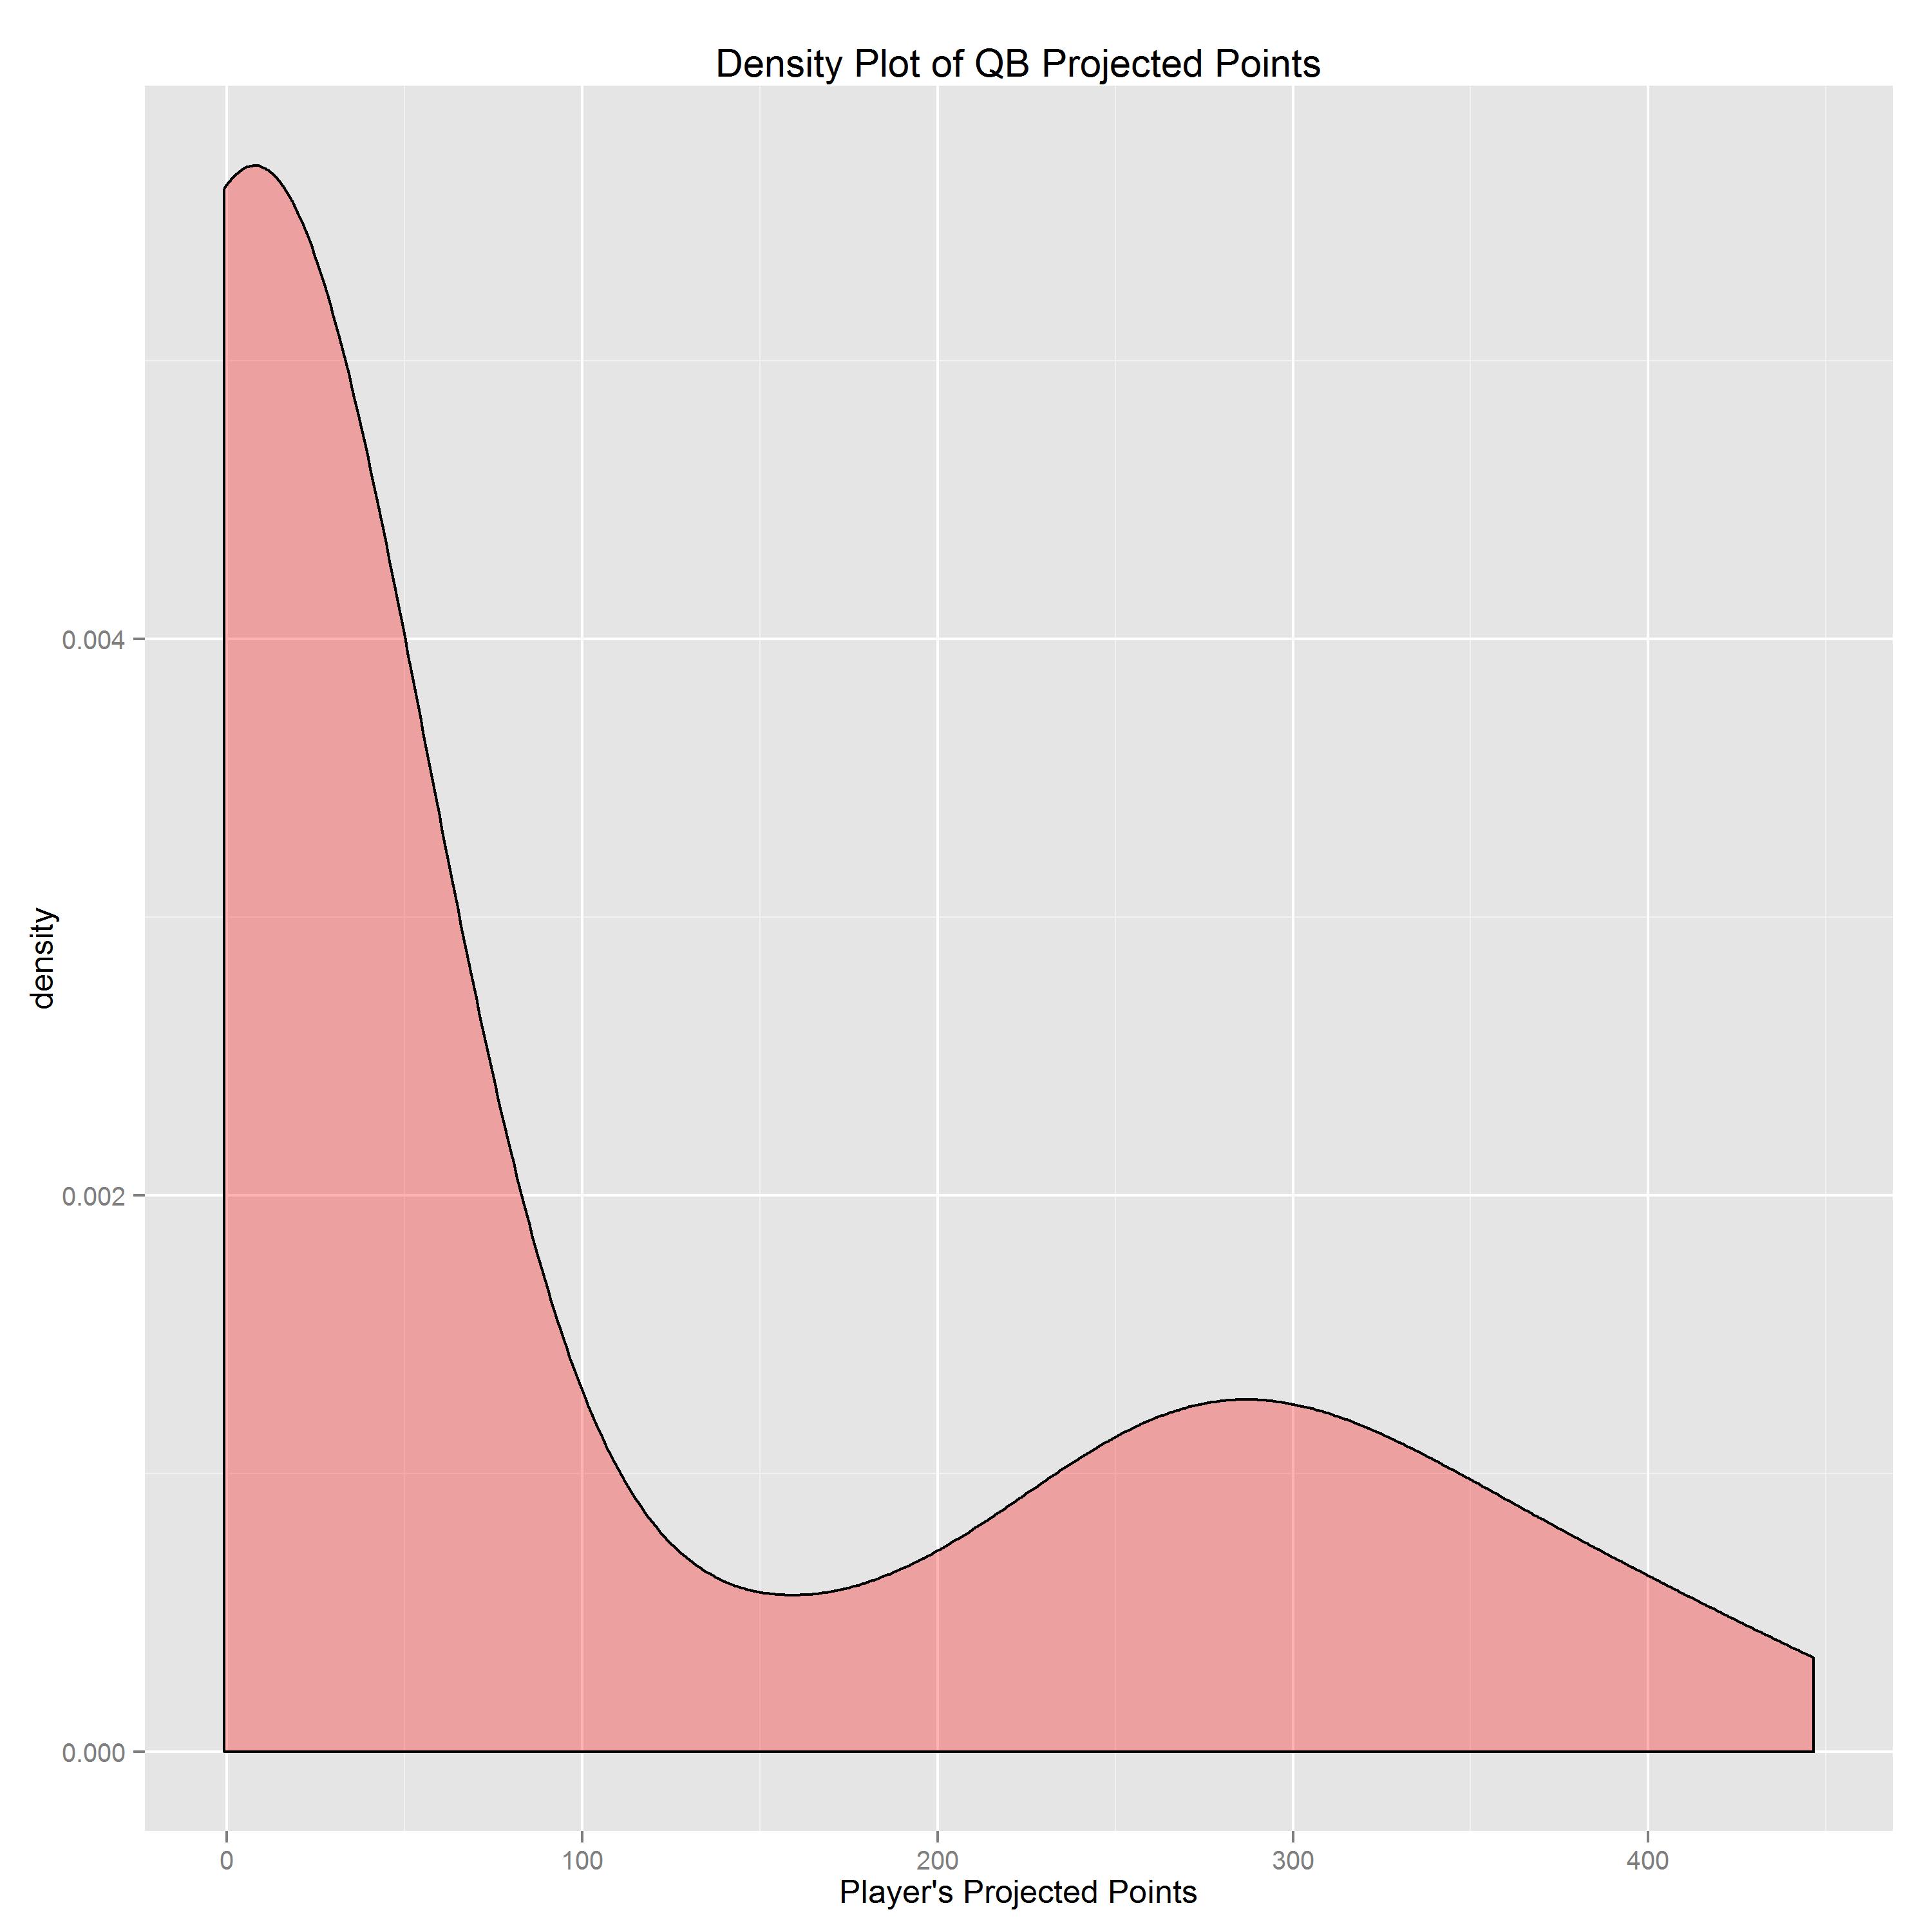 Density Plot of QB Projected Points
density
0.004
0.002
0.000
0 100 200 300 400
Player's Projected Points